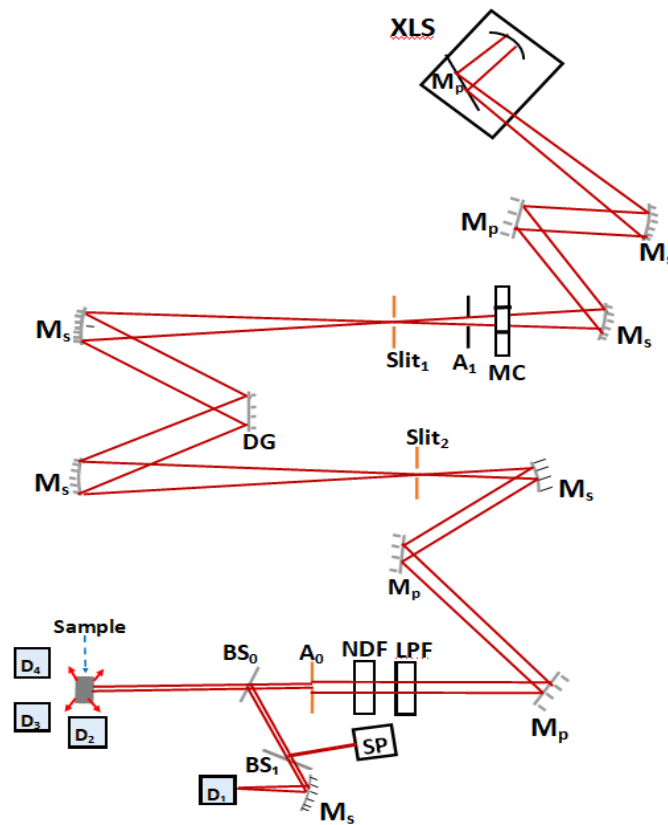 XLS
Mp
Mp
Ms
Ms
Ms
Slit1
A1
MC
DG
Slit2
Ms
Ms
Mp
Sample
BS0
A0
NDF
LPF
D4
D3
D2
Mp
BS1
SP
D1
Ms